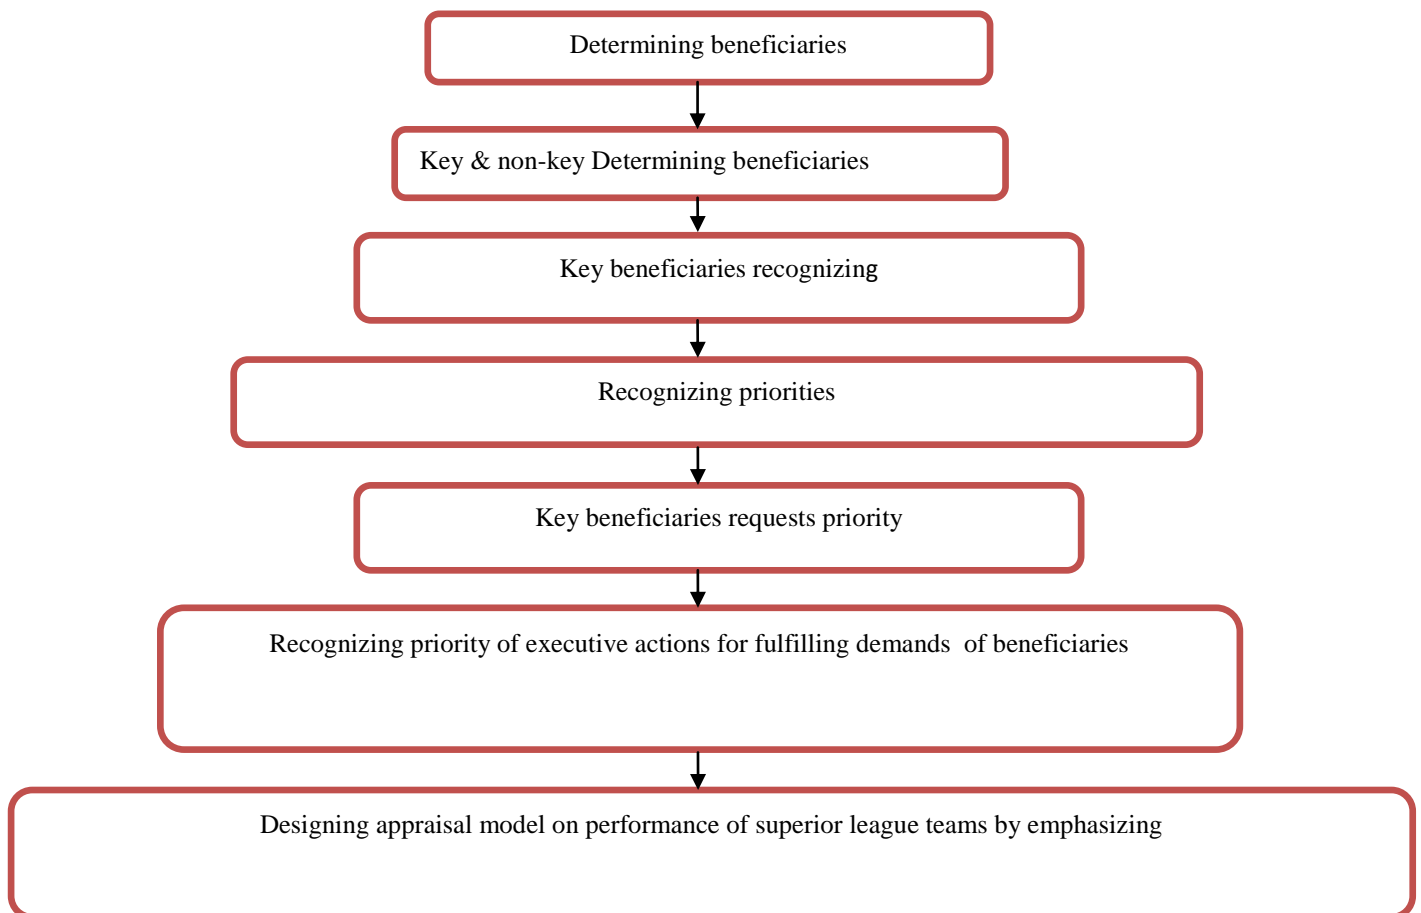 Determining beneficiaries
Key & non-key Determining beneficiaries
Key beneficiaries recognizing
Recognizing priorities
Key beneficiaries requests priority
Recognizing priority of executive actions for fulfilling demands  of beneficiaries
Designing appraisal model on performance of superior league teams by emphasizing